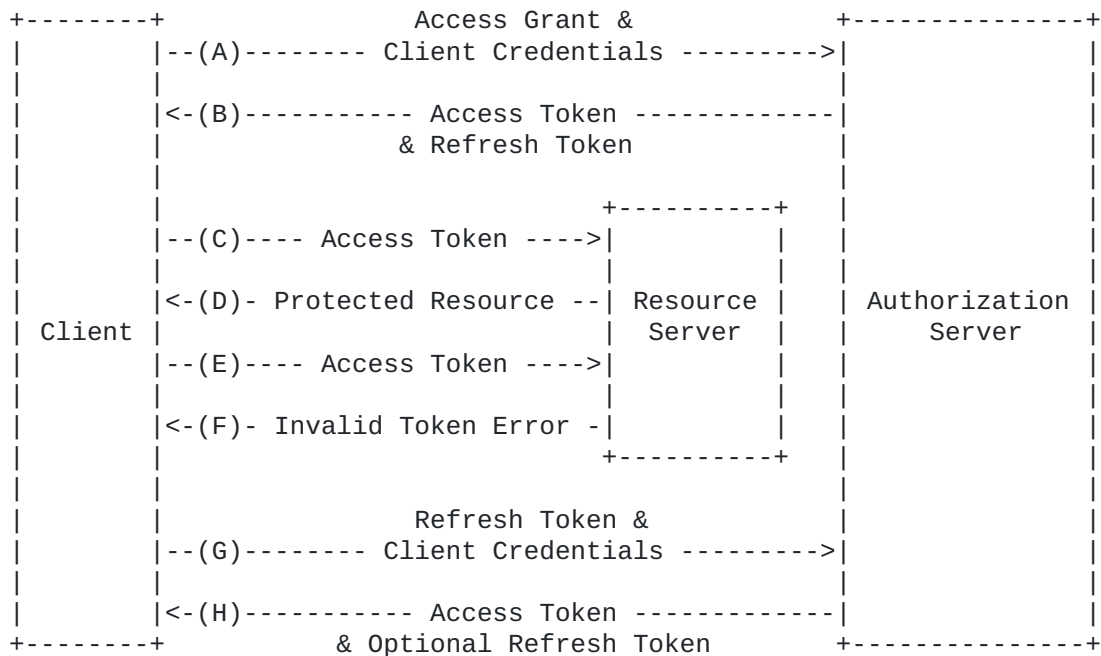 +--------+           Access Grant &             +---------------+
|        |--(A)-------- Client Credentials --------->|               |
|        |                                           |               |
|        |<-(B)----------- Access Token -------------|               |
|        |               & Refresh Token             |               |
|        |                                           |               |
|        |                            +----------+   |               |
|        |--(C)---- Access Token ---->|          |   |               |
|        |                            |          |   |               |
|        |<-(D)- Protected Resource --| Resource |   | Authorization |
| Client |                            |  Server  |   |     Server    |
|        |--(E)---- Access Token ---->|          |   |               |
|        |                            |          |   |               |
|        |<-(F)- Invalid Token Error -|          |   |               |
|        |                            +----------+   |               |
|        |                                           |               |
|        |                Refresh Token &            |               |
|        |--(G)-------- Client Credentials --------->|               |
|        |                                           |               |
|        |<-(H)----------- Access Token -------------|               |
+--------+           & Optional Refresh Token        +---------------+